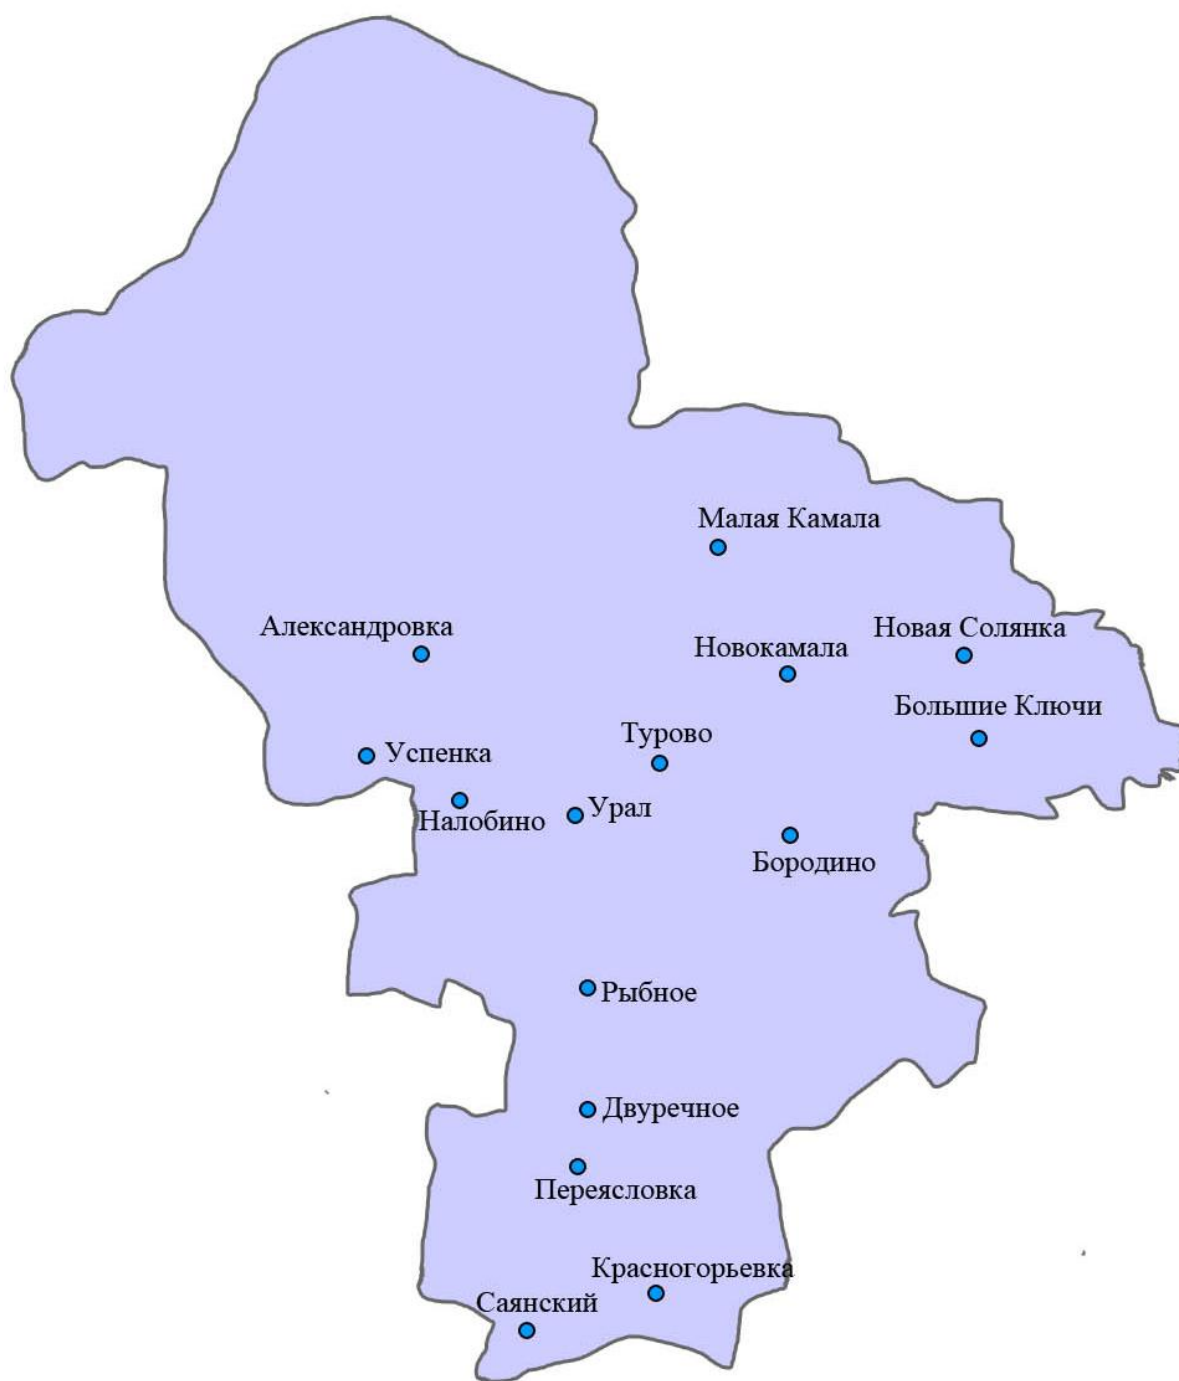 Малая Камала
Александровка
Новая Солянка
Новокамала
Большие Ключи
Турово
Успенка
Урал
Налобино
Бородино
Рыбное
Двуречное
Переясловка
Красногорьевка
Саянский